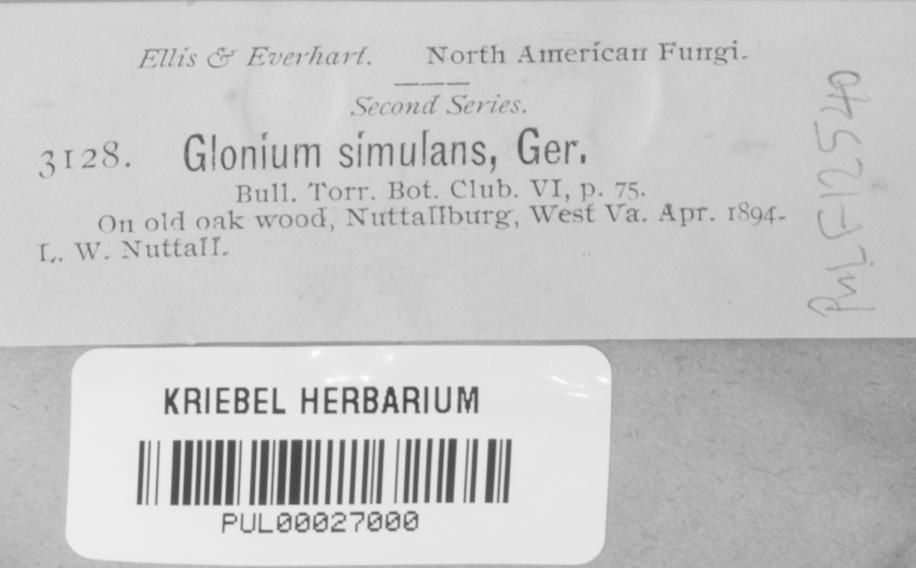 Ellis & Everhart. North American Fungi.
Second Series.
3128. Glonium simulans, Ger.
Bull. Torr. Bot. Club. VI, p. 75.
On old oak wood, Nuttallburg, West Va. Apr. 1894.
L. W. Nuttall.
PUL F12540
KRIEBEL HERBARIUM
PUL00027000